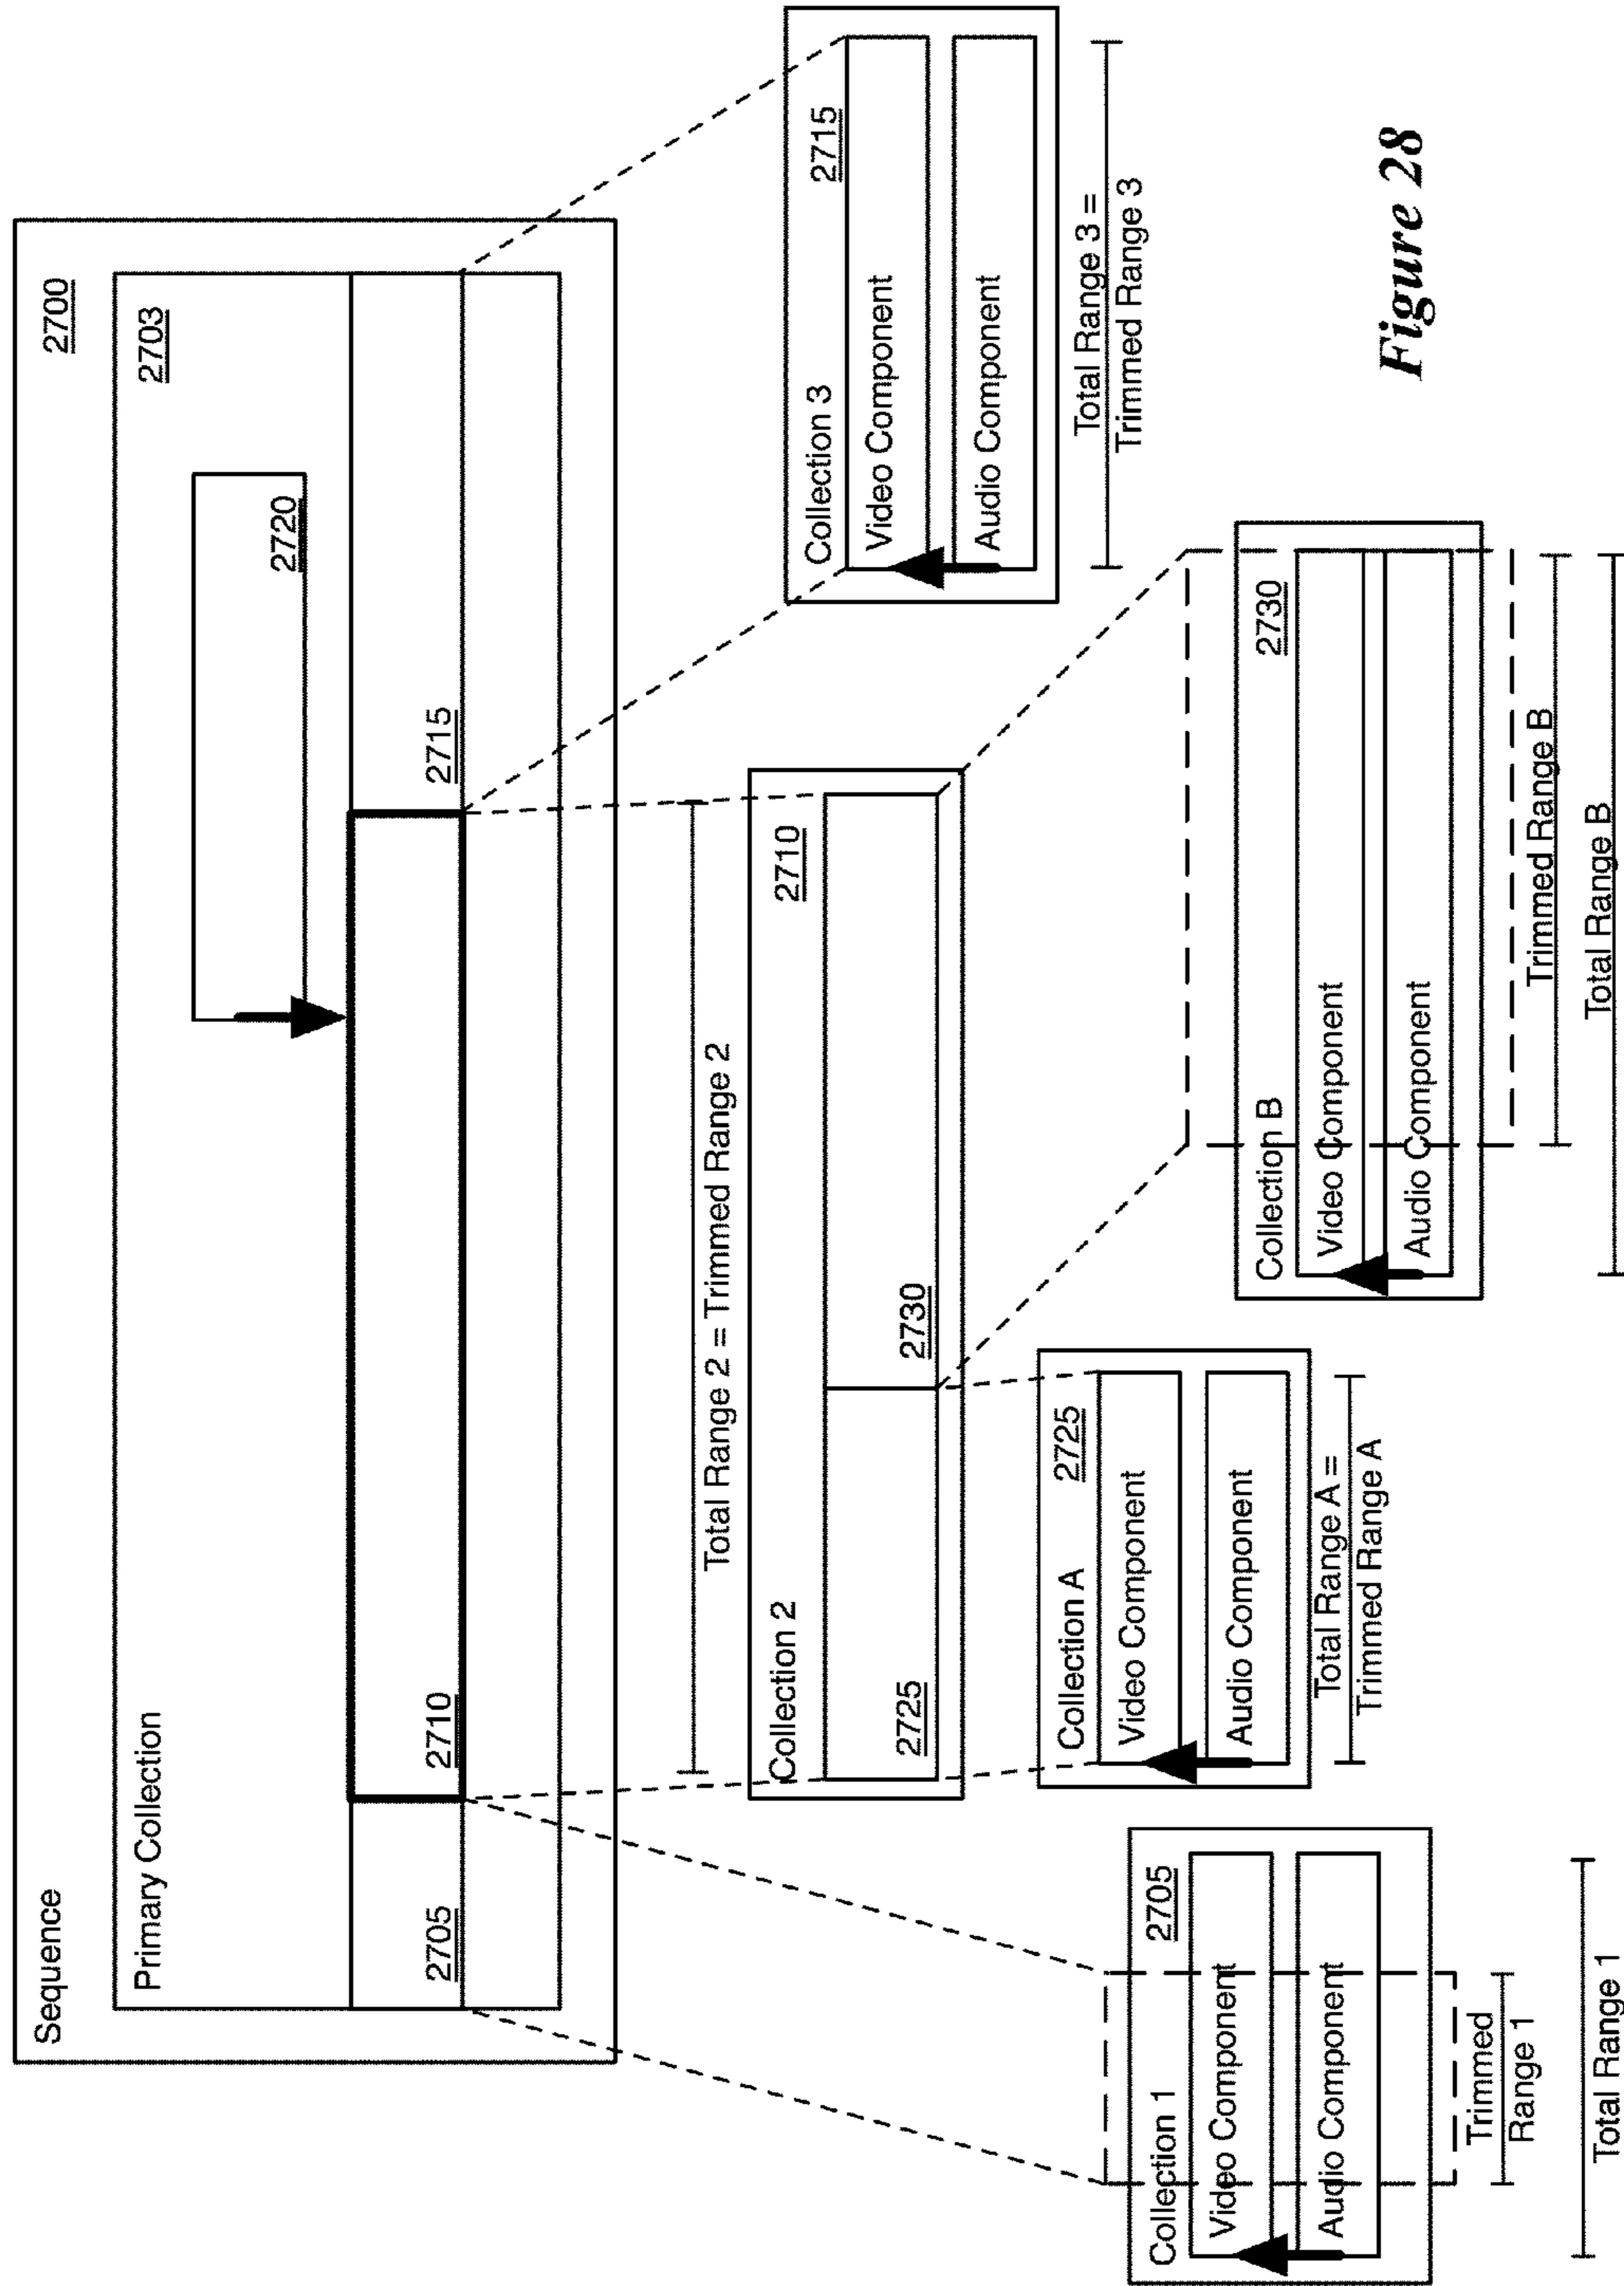 Sequence
2700
Primary Collection
2703
2720
2705
2710
2715
Total Range 2 = Trimmed Range 2
Collection 2
2710
2725
2730
Collection 3
2715
Video Component
Audio Component
Total Range 3 =
Trimmed Range 3
Collection 1
2705
Video Component
Audio Component
Trimmed
Range 1
Total Range 1
Collection A
2725
Video Component
Audio Component
Total Range A =
Trimmed Range A
Collection B
2730
Video Component
Audio Component
Trimmed Range B
Total Range B
Figure 28